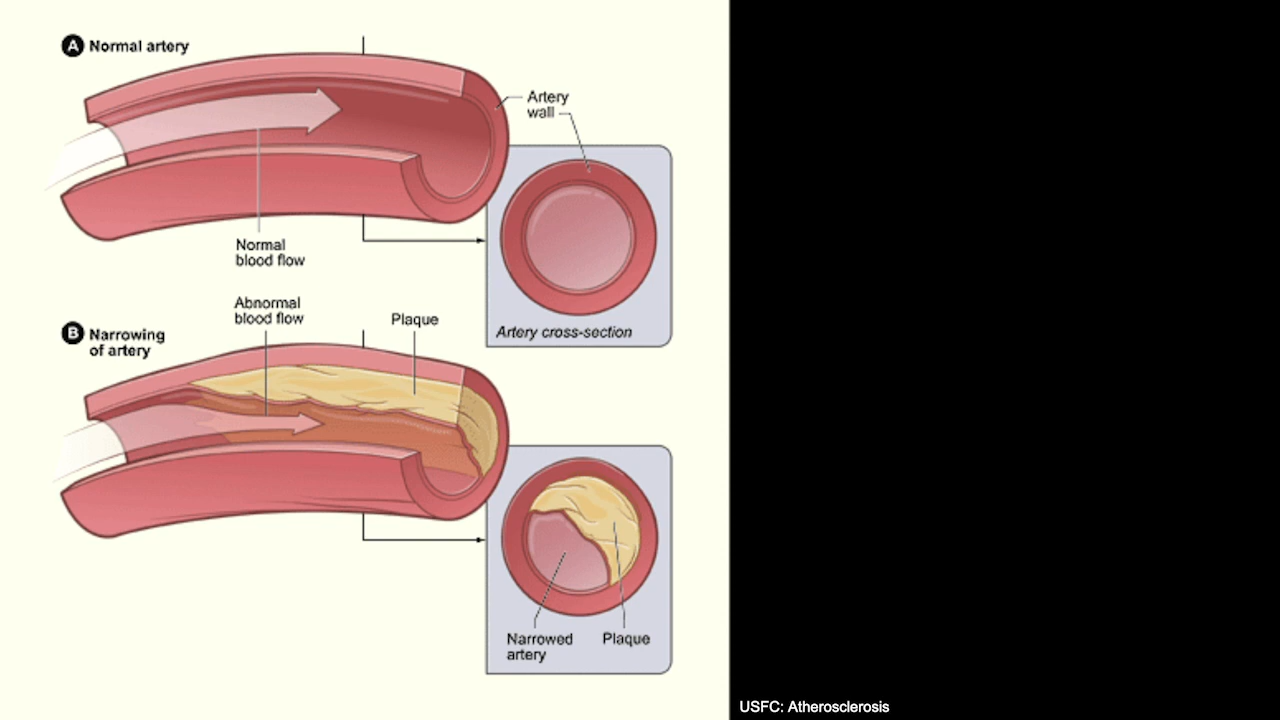 A Normal artery
Artery
wall
Normal
blood flow
Artery cross-section
Abnormal
blood flow
Plaque
B Narrowing
of artery
Narrowed
artery
Plaque
USFC: Atherosclerosis